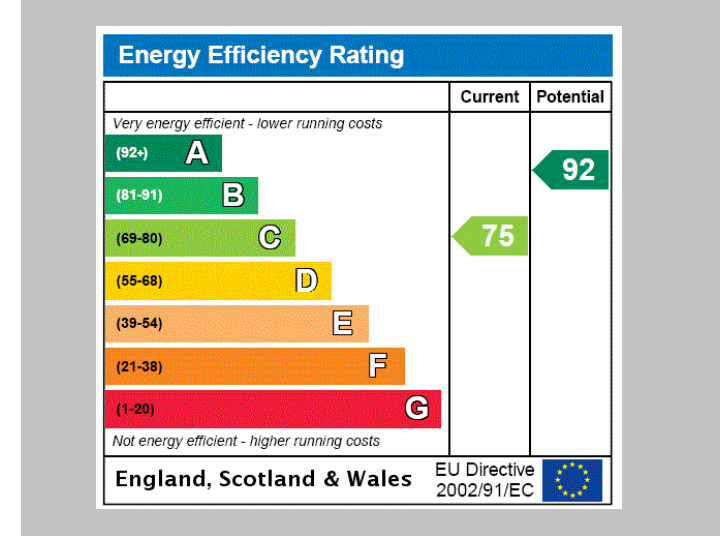 Energy Efficiency Rating
Current Potential
Very energy efficient - lower running costs
(92+) A
92
(81-91) B
(69-80) C
75
(55-68) D
(39-54) E
(21-38) F
(1-20) G
Not energy efficient - higher running costs
England, Scotland & Wales
EU Directive
2002/91/EC